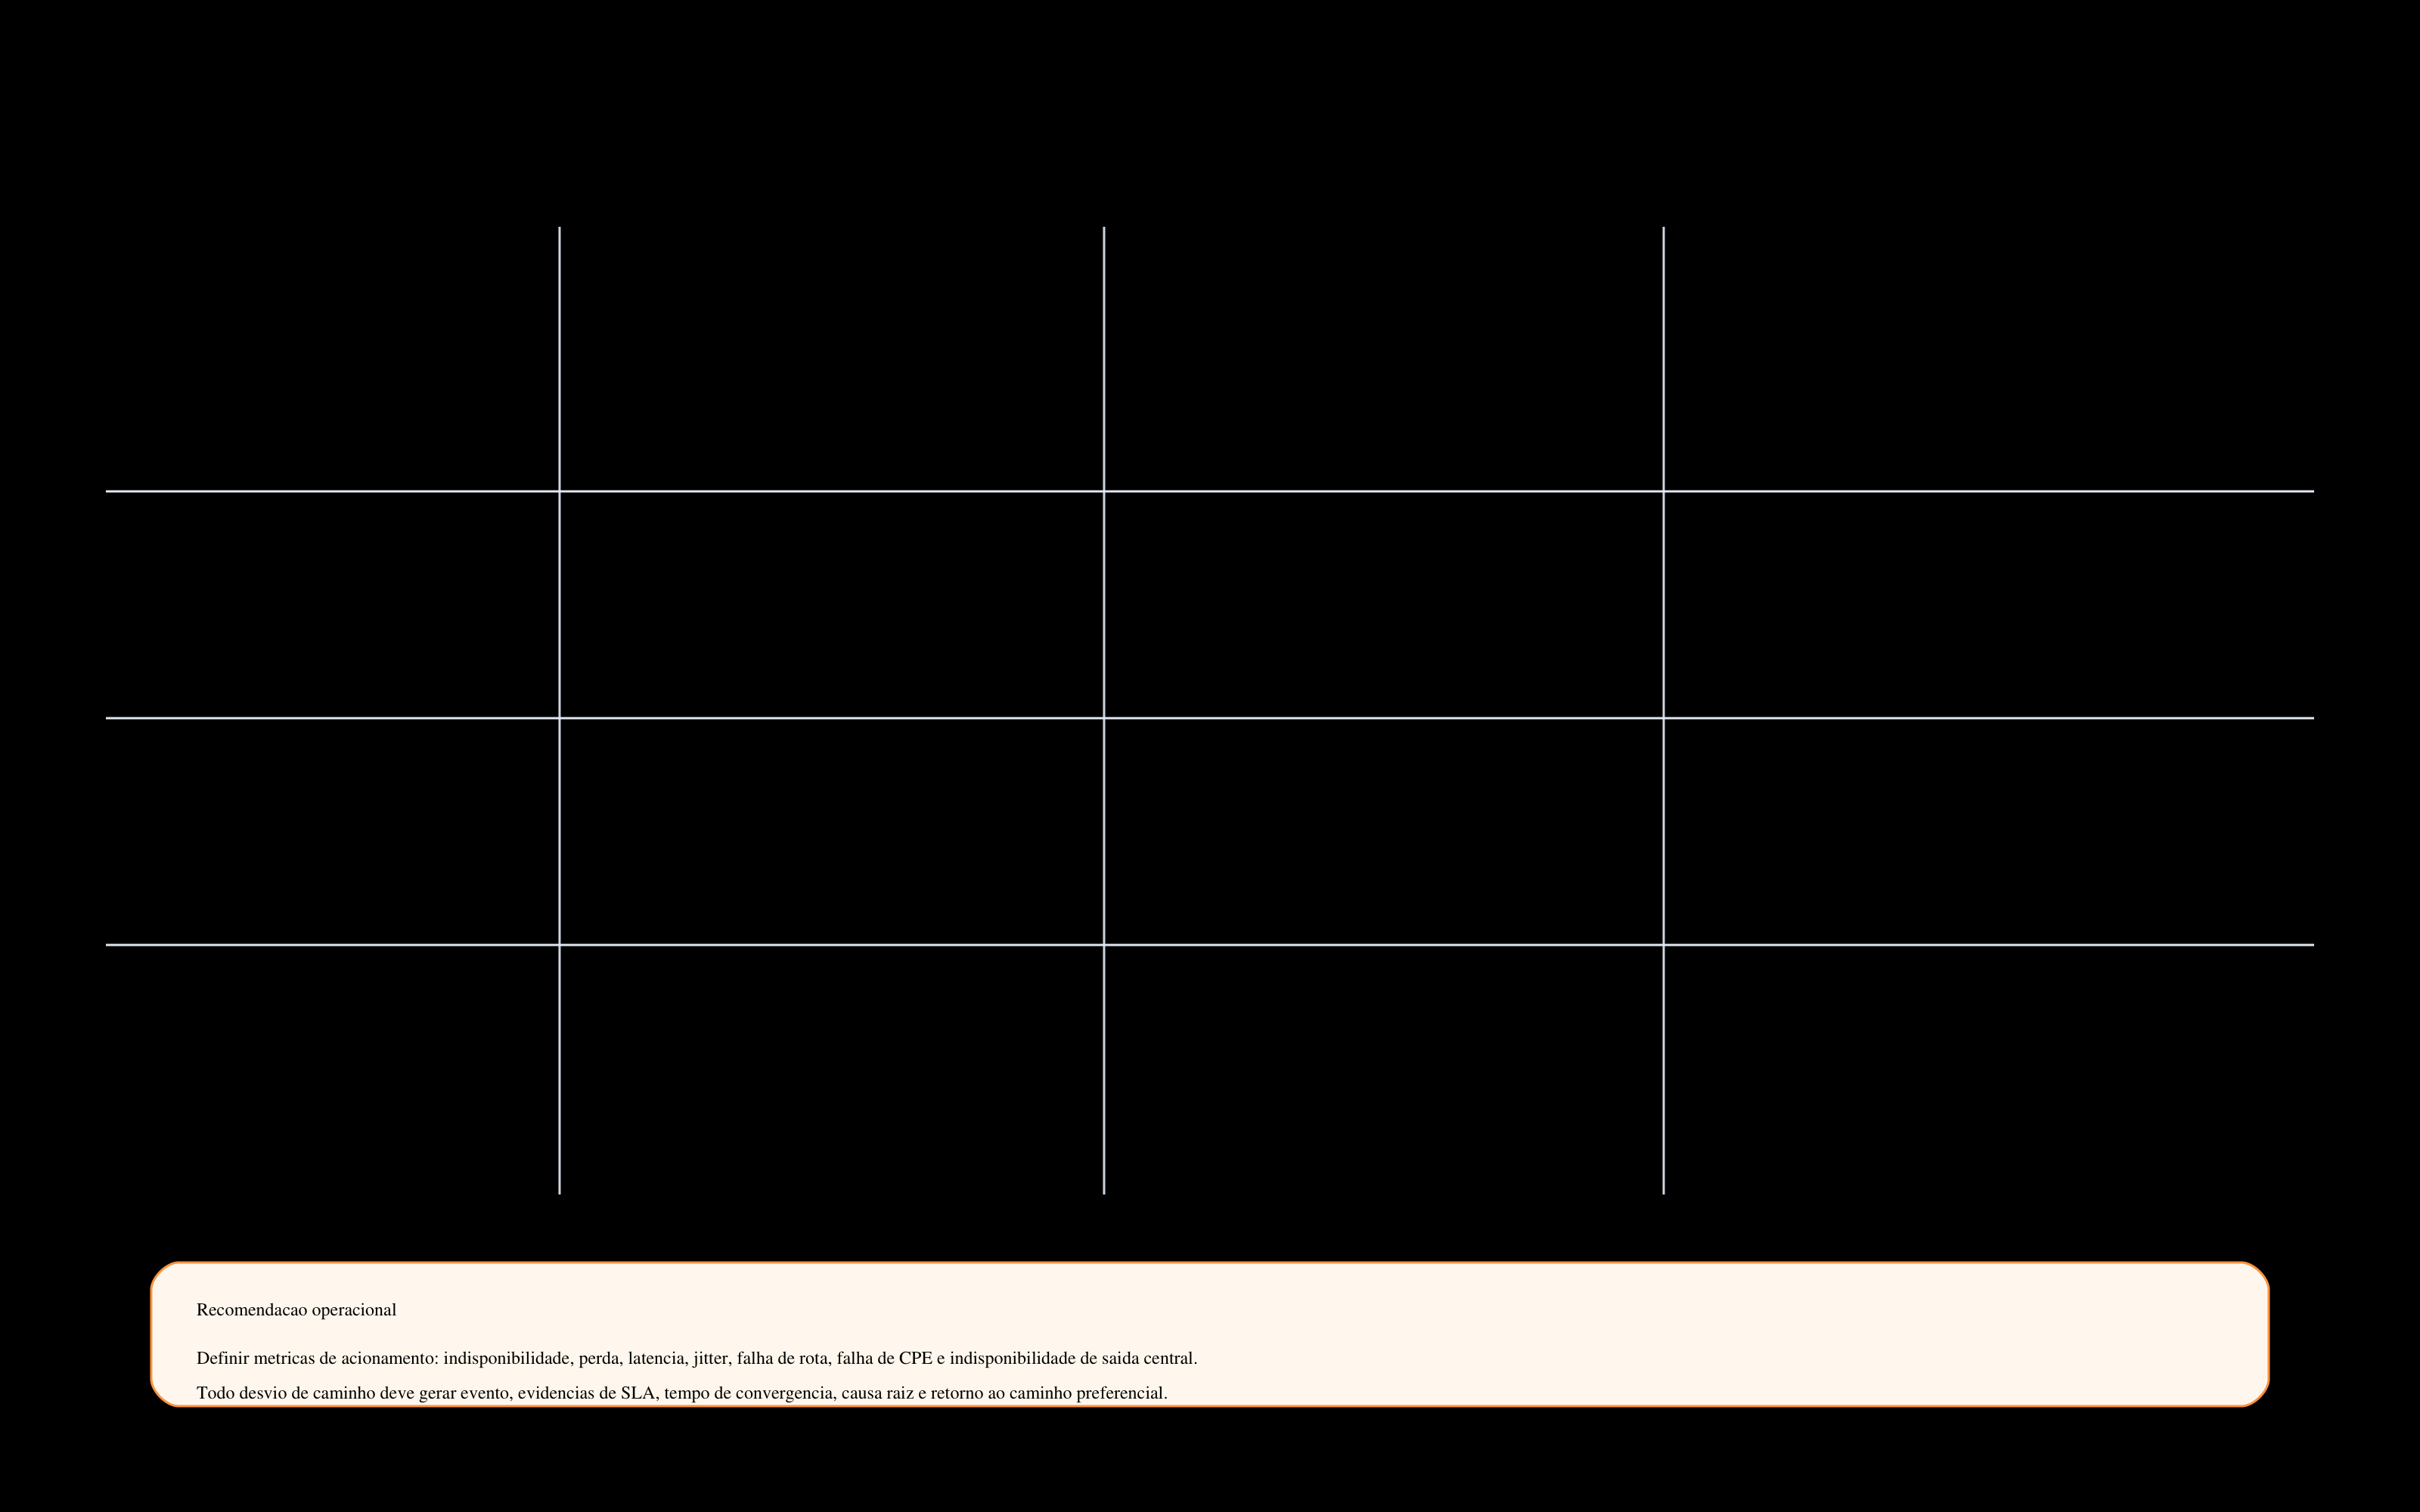 Recomendacao operacional
Definir metricas de acionamento: indisponibilidade, perda, latencia, jitter, falha de rota, falha de CPE e indisponibilidade de saida central.
Todo desvio de caminho deve gerar evento, evidencias de SLA, tempo de convergencia, causa raiz e retorno ao caminho preferencial.